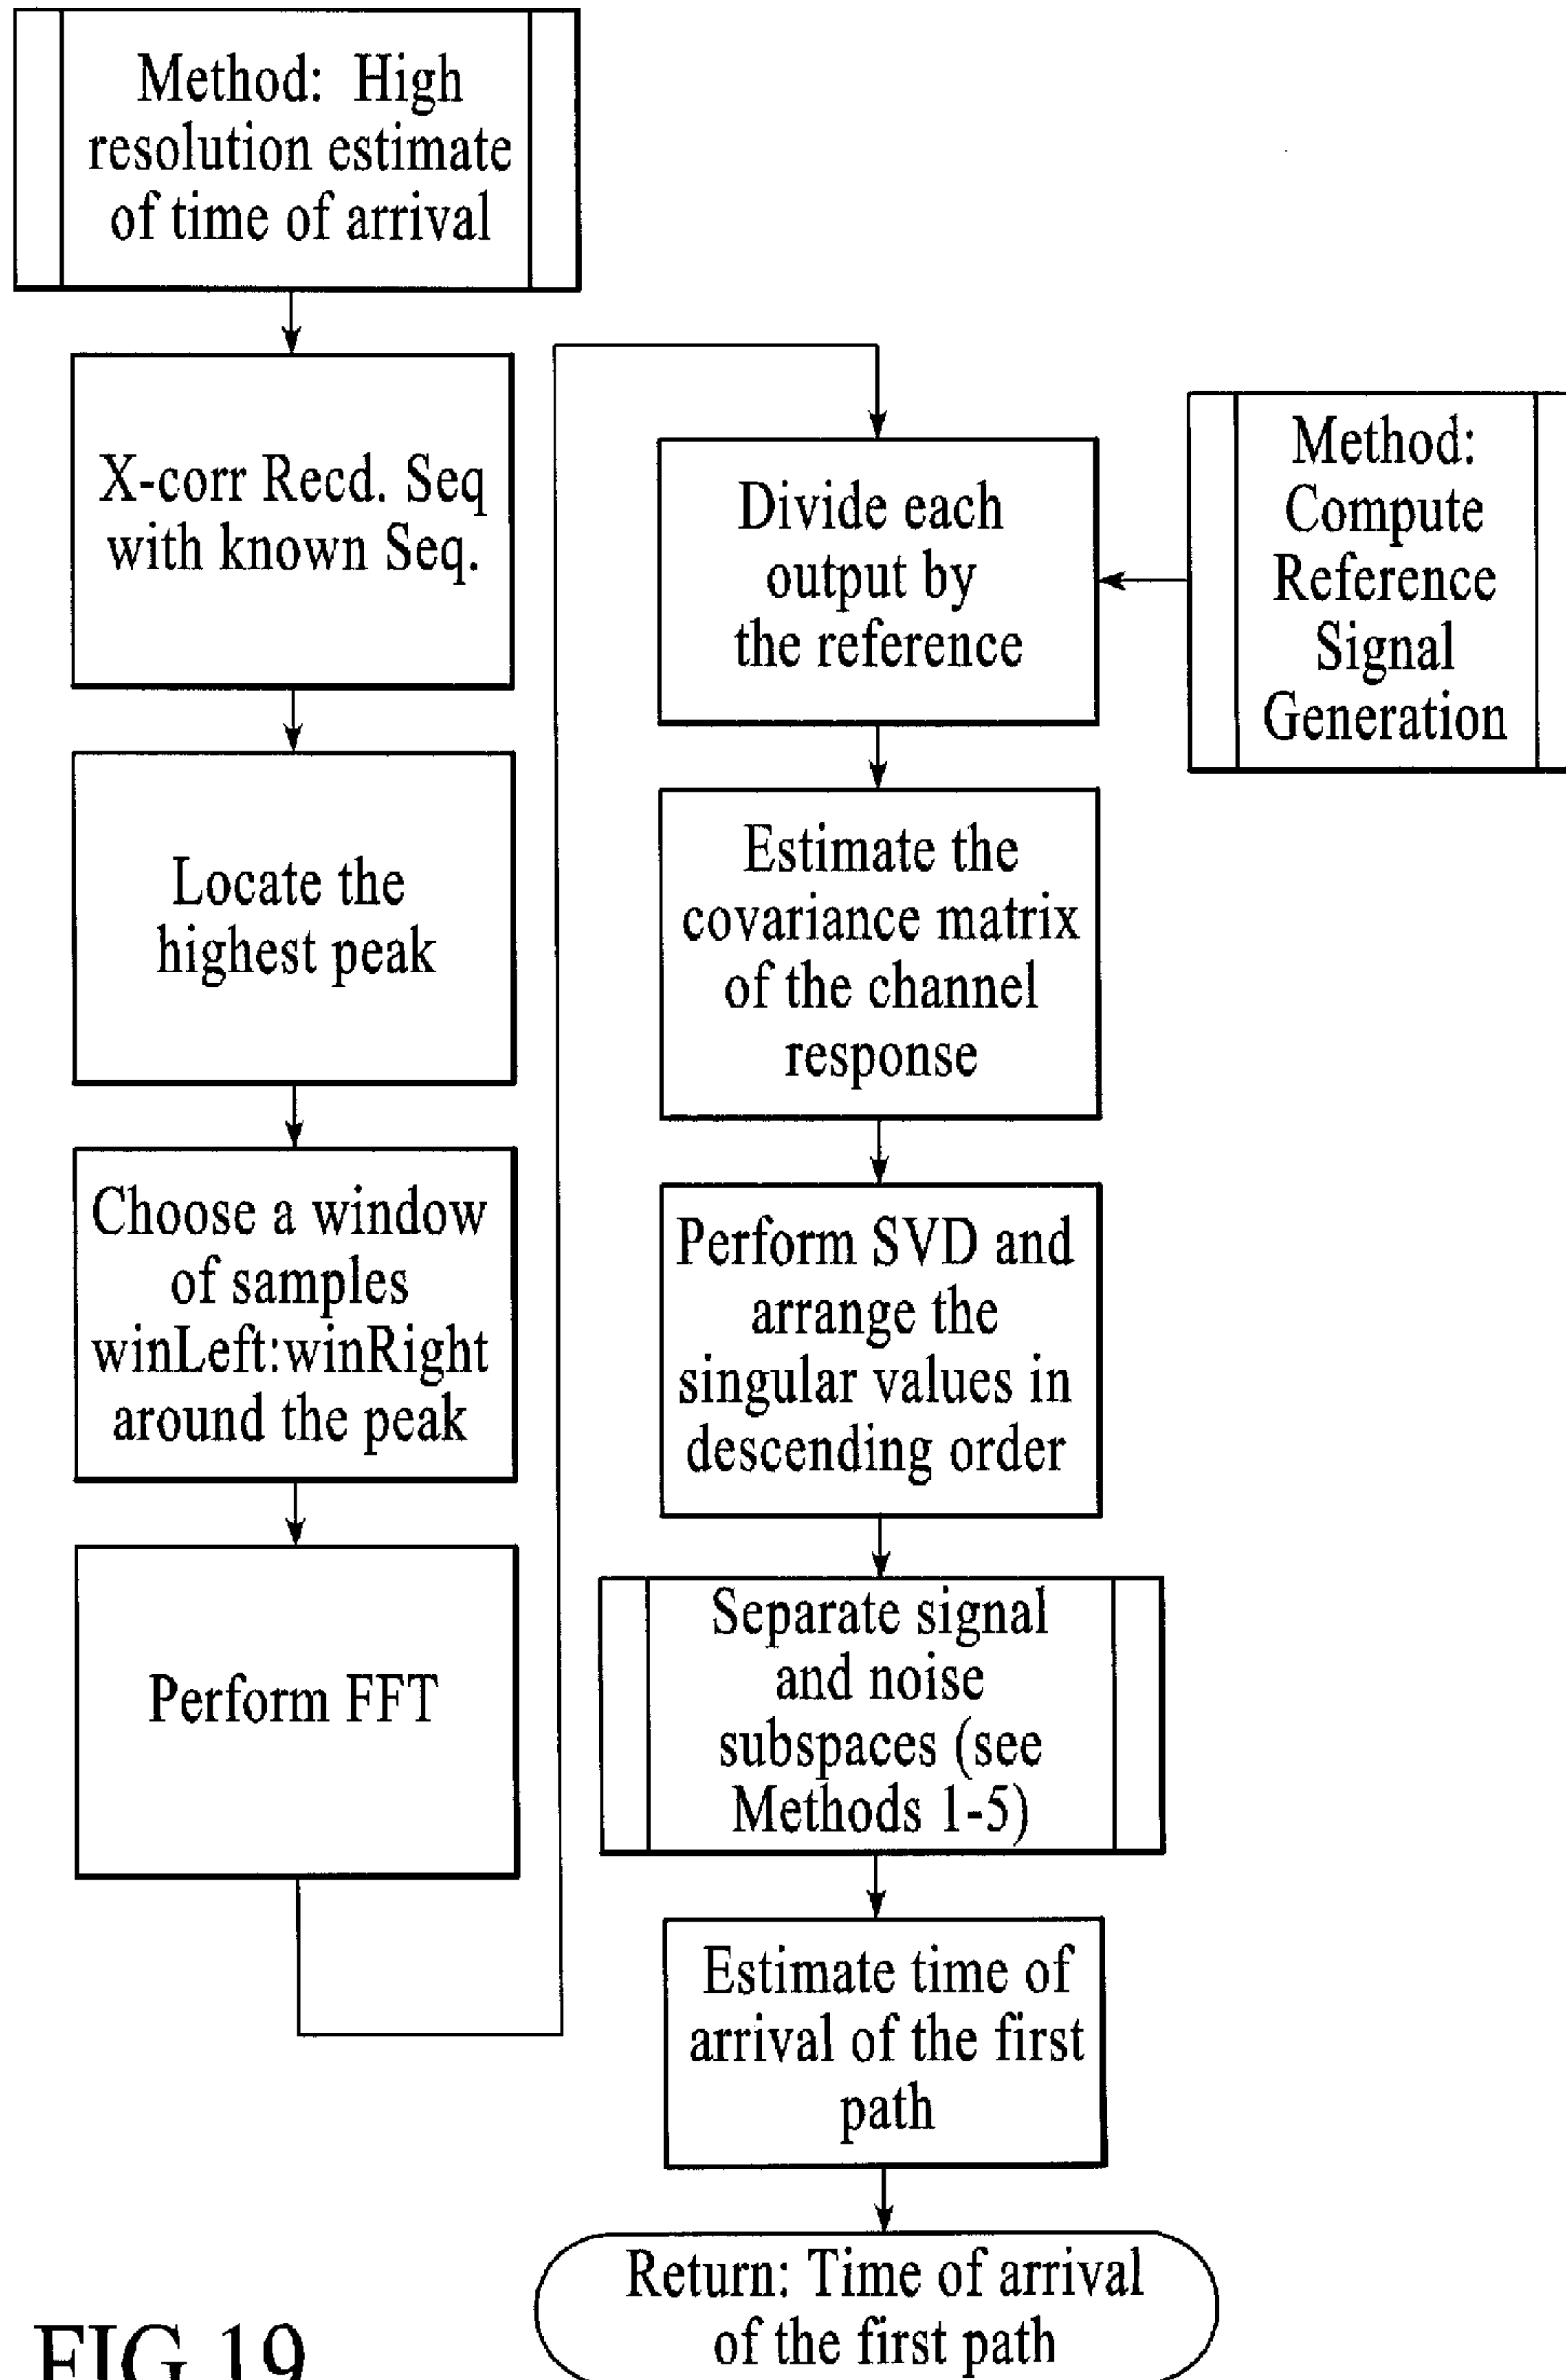 Method: High
resolution estimate
of time of arrival
X-corr Recd. Seq
with known Seq.
Locate the
highest peak
Choose a window
of samples
winLeft:winRight
around the peak
Perform FFT
Divide each
output by
the reference
Method:
Compute
Reference
Signal
Generation
Estimate the
covariance matrix
of the channel
response
Perform SVD and
arrange the
singular values in
descending order
Separate signal
and noise
subspaces (see
Methods 1-5)
Estimate time of
arrival of the first
path
Return: Time of arrival
of the first path
FIG.19